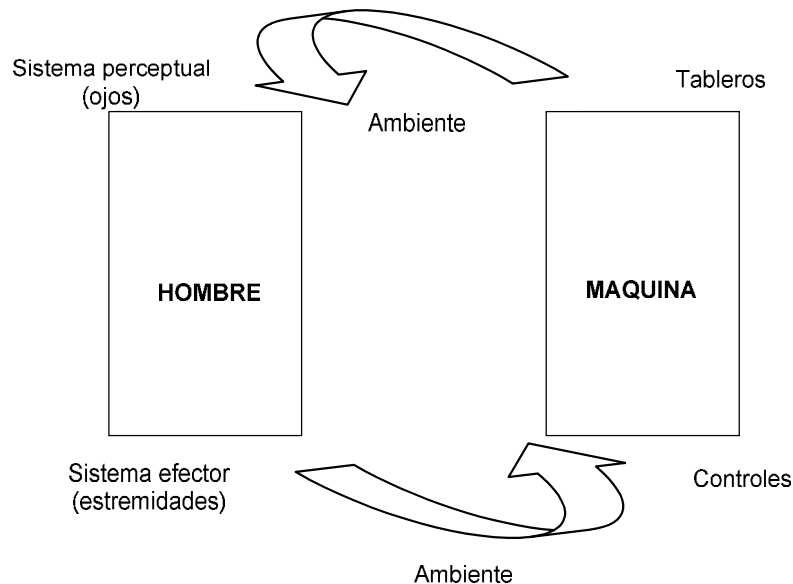 Sistema perceptual
(ojos)
Tableros
Ambiente
HOMBRE
MAQUINA
Sistema efector
(estremidades)
Controles
Ambiente